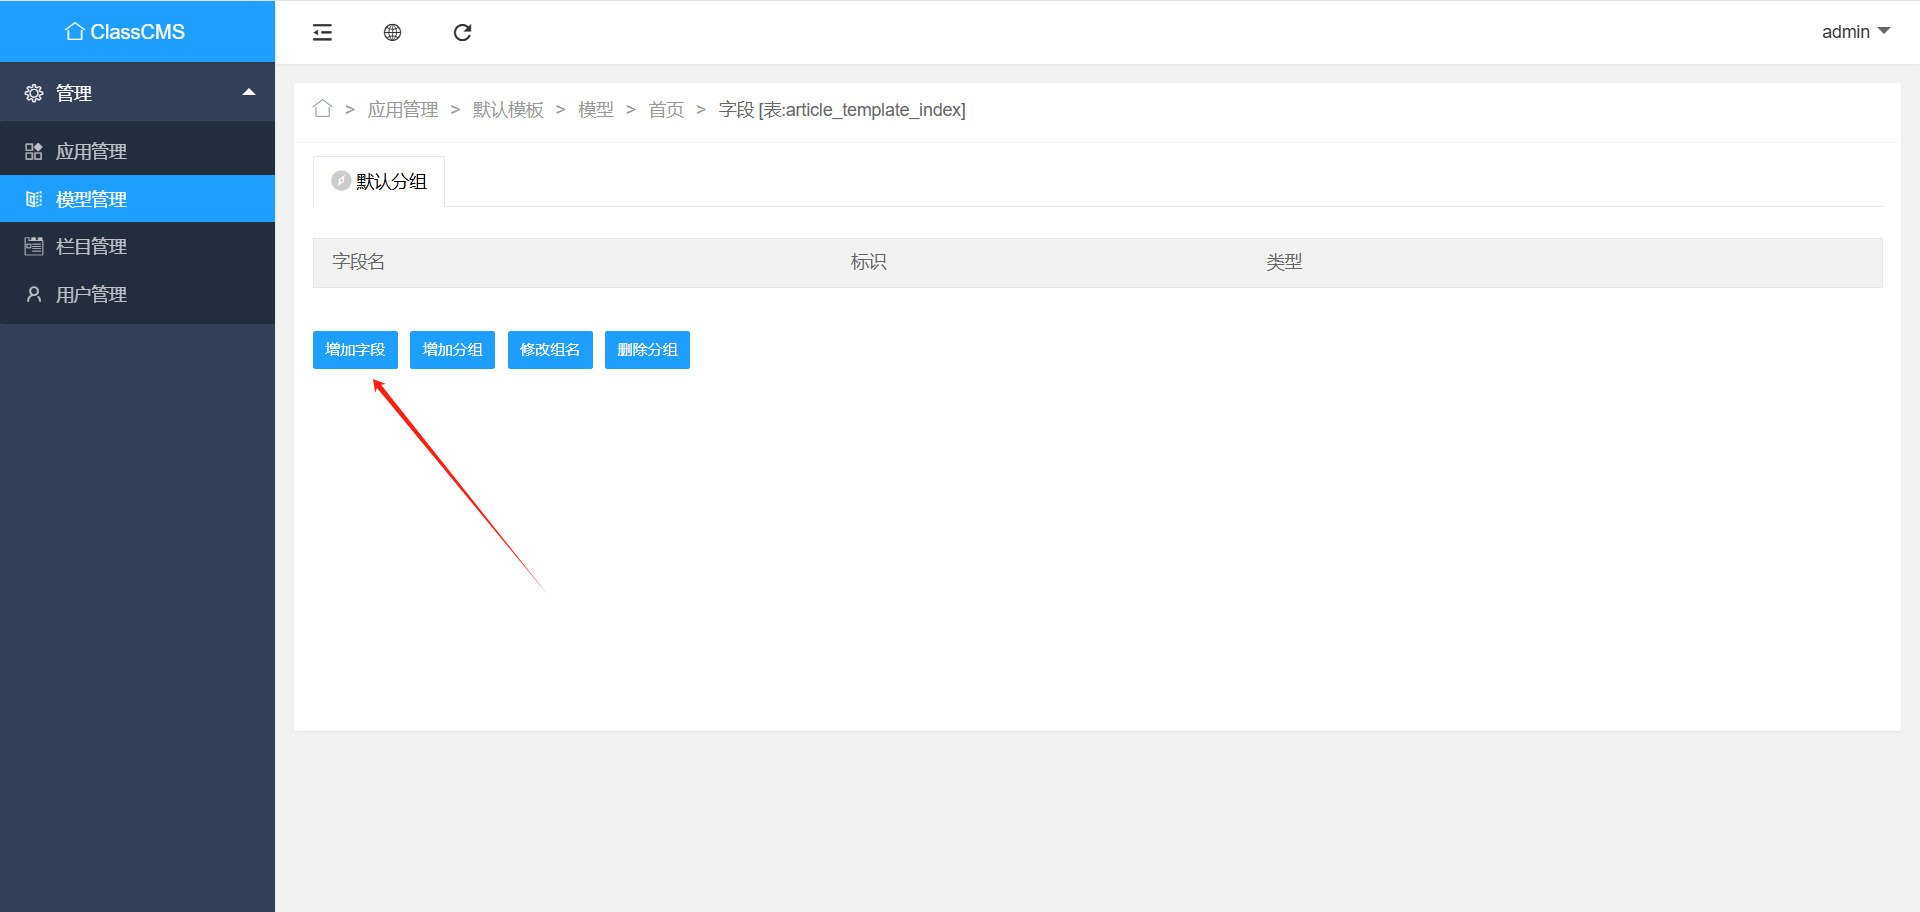 ClassCMS
admin
管理
应用管理
模型管理
栏目管理
用户管理
> 应用管理 > 默认模板 > 模型 > 首页 > 字段 [表:article_template_index]
默认分组
字段名 标识 类型
增加字段 增加分组 修改组名 删除分组